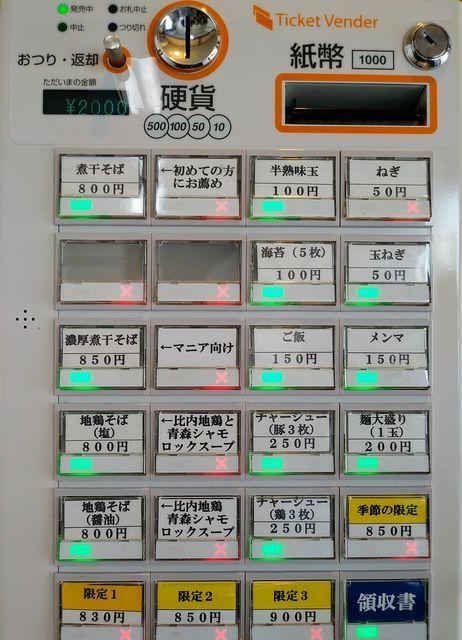 発売中 お札中止
中止 つり切れ
おつり・返却
Ticket Vender
紙幣 1000
ただいまの金額
¥2000
硬貨
500 100 50 10
煮干そば
800円
←初めての方
にお薦め
半熟味玉
100円
ねぎ
50円
海苔(5枚)
100円
玉ねぎ
50円
濃厚煮干そば
850円
←マニア向け
ご飯
150円
メンマ
150円
地鶏そば
(塩)
800円
←比内地鶏と
青森シャモ
ロックスープ
チャーシュー
(豚3枚)
250円
麺大盛り
(1玉)
200円
地鶏そば
(醤油)
800円
←比内地鶏
青森シャモ
ロックスープ
チャーシュー
(鶏3枚)
250円
季節の限定
850円
限定1
830円
限定2
850円
限定3
900円
領収書